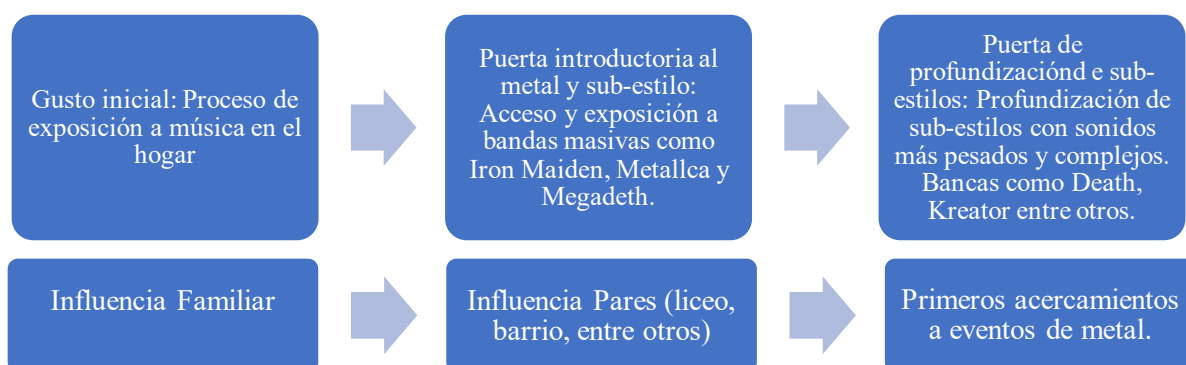 Gusto inicial: Proceso de
exposición a música en el
hogar
Puerta introductoria al
metal y sub-estilo:
Acceso y exposición a
bandas masivas como
Iron Maiden, Metallca y
Megadeth.
Puerta de
profundizaciónd e sub-
estilos: Profundización de
sub-estilos con sonidos
más pesados y complejos.
Bancas como Death,
Kreator entre otros.
Influencia Familiar
Influencia Pares (liceo,
barrio, entre otros)
Primeros acercamientos
a eventos de metal.